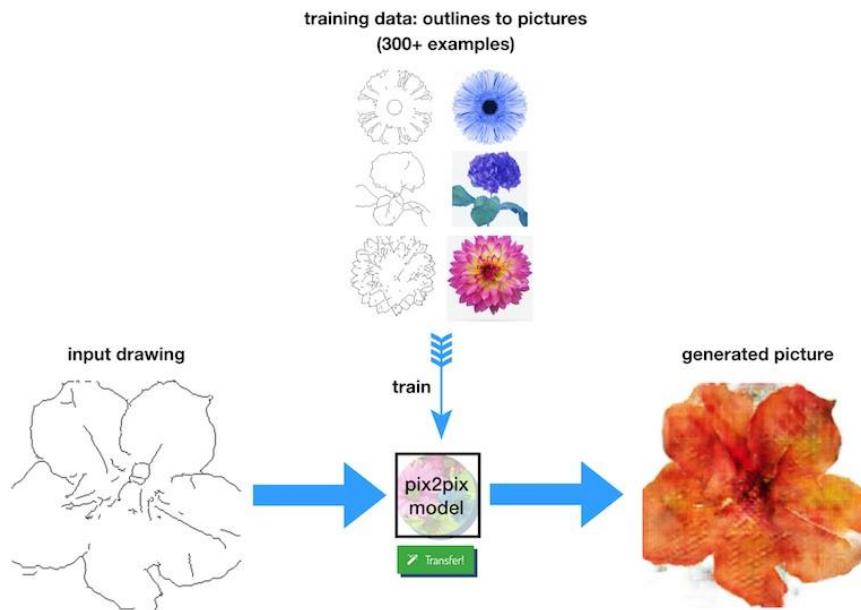 training data: outlines to pictures
(300+ examples)
input drawing
generated picture
train
pix2pix
model
Transfer!